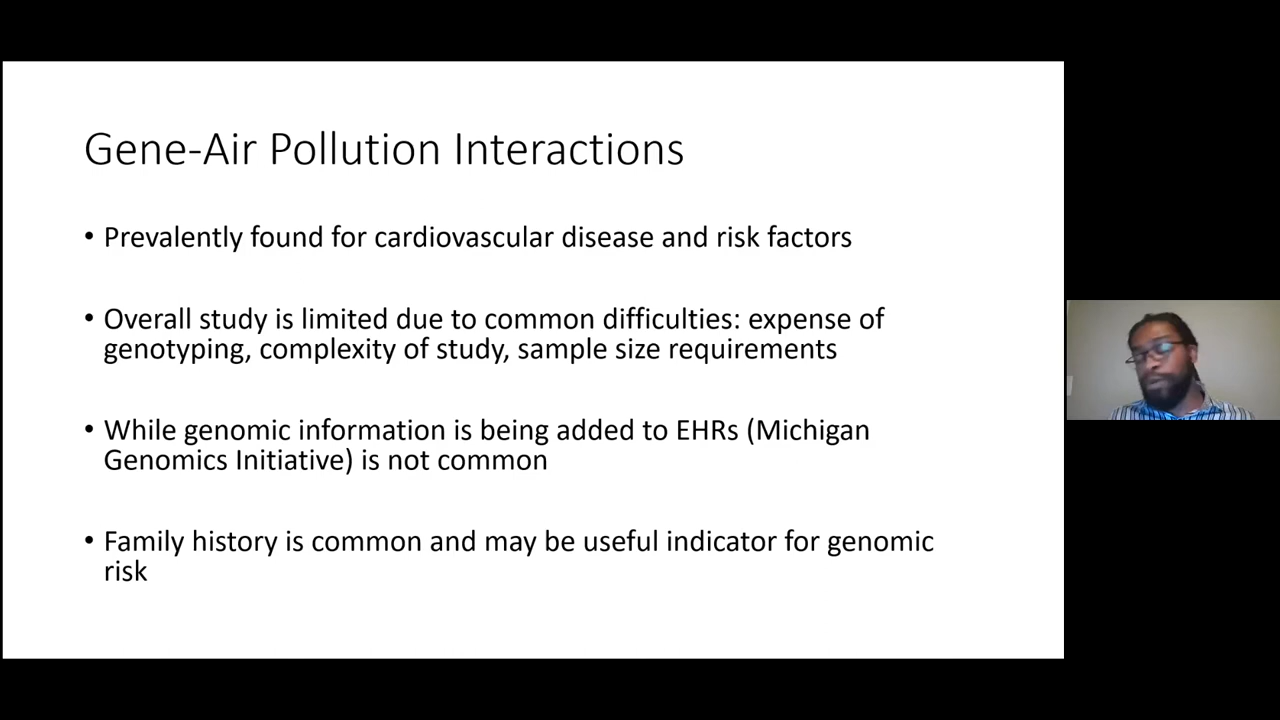 Gene-Air Pollution Interactions
• Prevalently found for cardiovascular disease and risk factors
• Overall study is limited due to common difficulties: expense of
genotyping, complexity of study, sample size requirements
• While genomic information is being added to EHRs (Michigan
Genomics Initiative) is not common
• Family history is common and may be useful indicator for genomic
risk